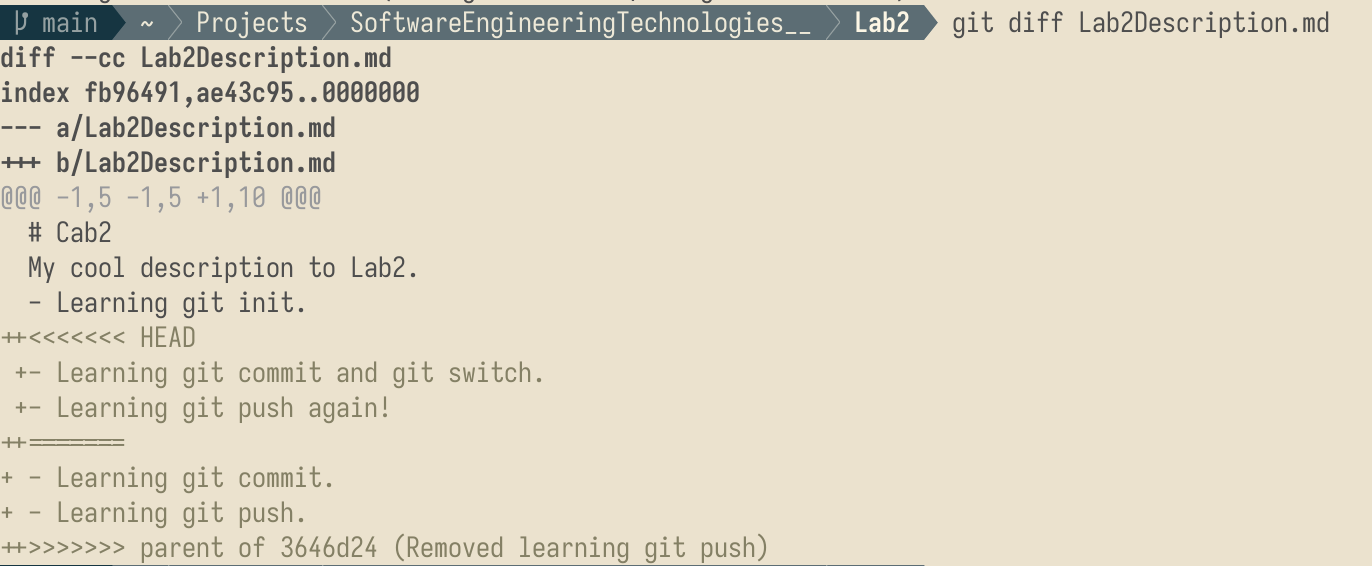 main ~ Projects SoftwareEngineeringTechnologies__ Lab2 git diff Lab2Description.md
diff --cc Lab2Description.md
index fb96491,ae43c95..0000000
--- a/Lab2Description.md
+++ b/Lab2Description.md
@@@ -1,5 -1,5 +1,10 @@@
  # Cab2
  My cool description to Lab2.
  - Learning git init.
++<<<<<<< HEAD
 +- Learning git commit and git switch.
 +- Learning git push again!
++=======
+ - Learning git commit.
+ - Learning git push.
++>>>>>>> parent of 3646d24 (Removed learning git push)